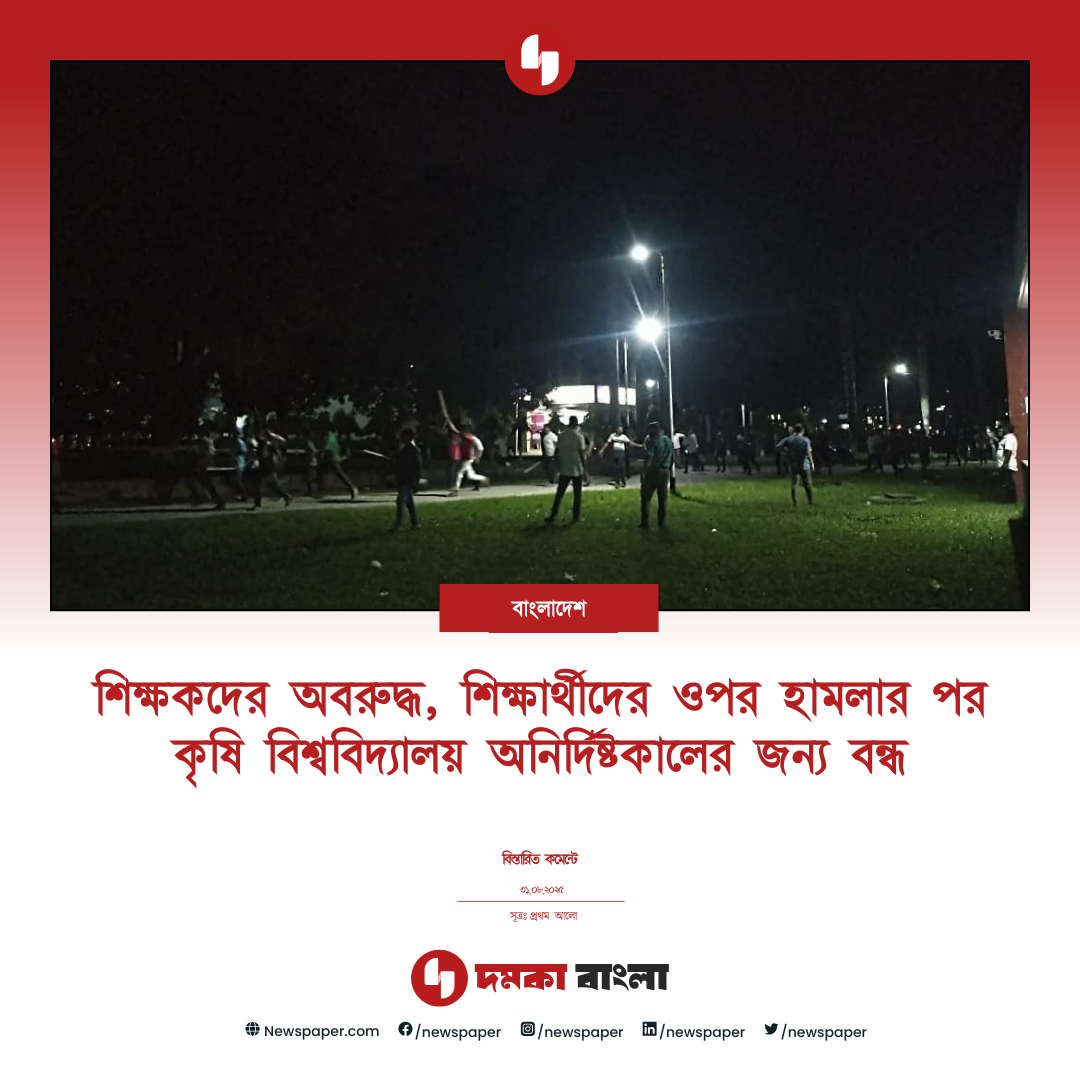 বাংলাদেশ
শিক্ষকদের অবরুদ্ধ, শিক্ষার্থীদের ওপর হামলার পর
কৃষি বিশ্ববিদ্যালয় অনির্দিষ্টকালের জন্য বন্ধ
বিস্তারিত কমেন্টে
৩১.০৮.২০২৫
সূত্রঃ প্রথম আলো
দমকা বাংলা
Newspaper.com /newspaper /newspaper /newspaper /newspaper